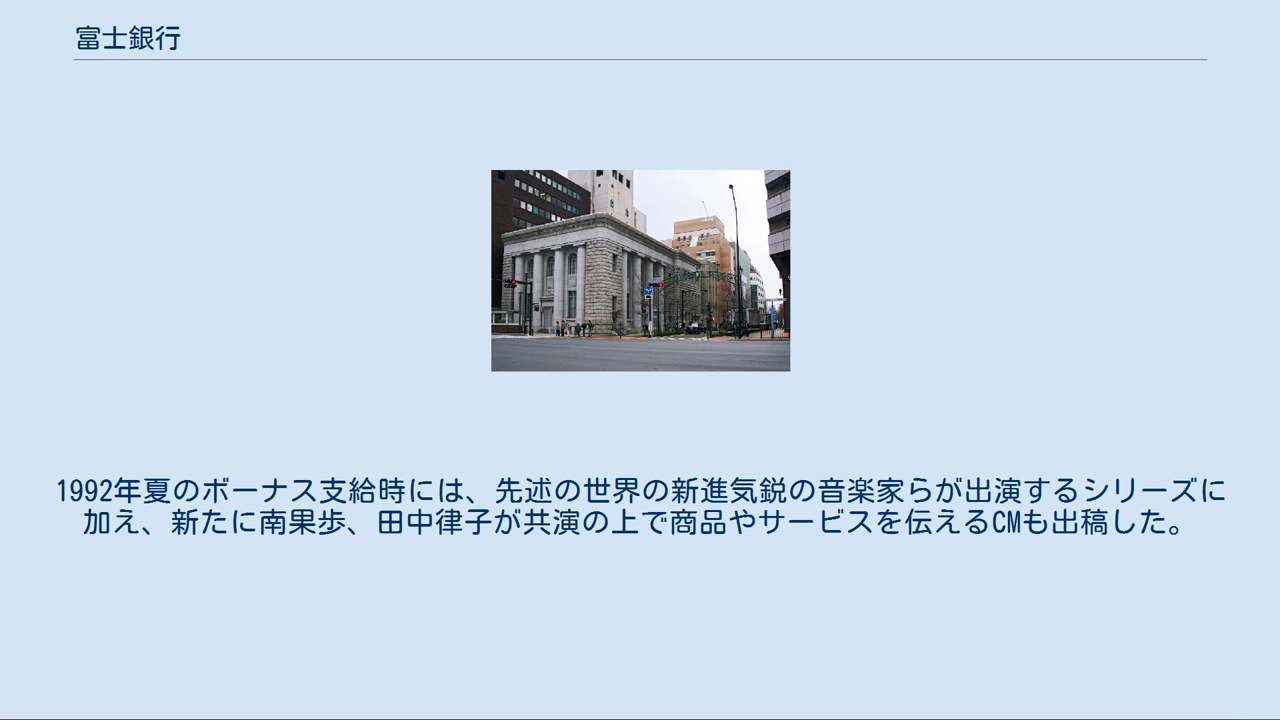 富士銀行
1992年夏のボーナス支給時には、先述の世界の新進気鋭の音楽家らが出演するシリーズに
加え、新たに南果歩、田中律子が共演の上で商品やサービスを伝えるCMも出稿した。